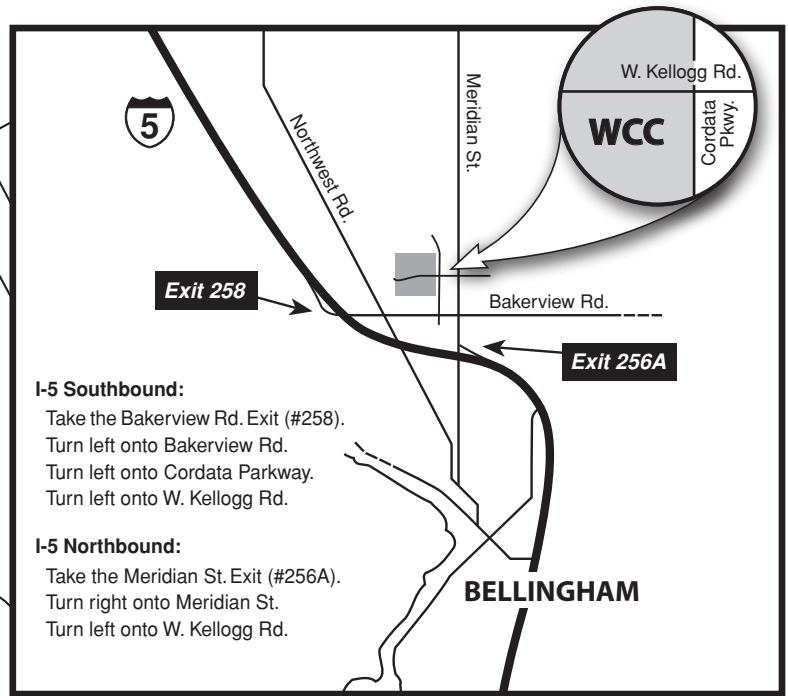 W. Kellogg Rd.
WCC
Cordata
Pkwy.
5
Northwest Rd.
Meridian St.
Exit 258
Bakerview Rd.
Exit 256A
I-5 Southbound:
Take the Bakerview Rd. Exit (#258).
Turn left onto Bakerview Rd.
Turn left onto Cordata Parkway.
Turn left onto W. Kellogg Rd.
I-5 Northbound:
Take the Meridian St. Exit (#256A).
Turn right onto Meridian St.
Turn left onto W. Kellogg Rd.
BELLINGHAM